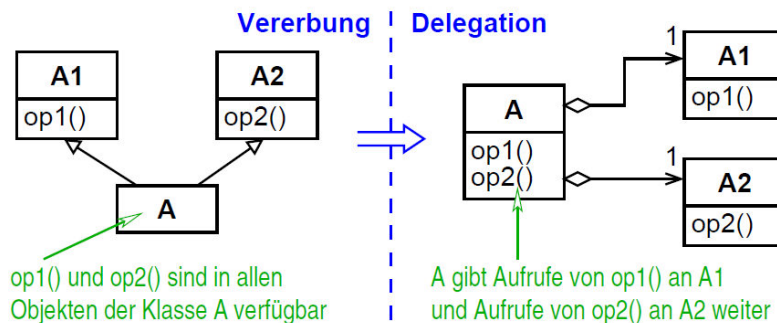 Vererbung
Delegation
A1
op1()
A2
op2()
A
op1() und op2() sind in allen
Objekten der Klasse A verfügbar
A
op1()
op2()
1
A1
op1()
1
A2
op2()
A gibt Aufrufe von op1() an A1
und Aufrufe von op2() an A2 weiter